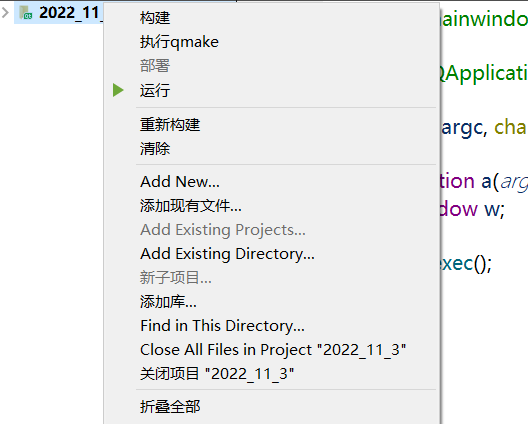 2022_11_
构建
执行qmake
部署
运行
重新构建
清除
Add New...
添加现有文件...
Add Existing Projects...
Add Existing Directory...
新子项目...
添加库...
Find in This Directory...
Close All Files in Project "2022_11_3"
关闭项目 "2022_11_3"
折叠全部
ainwindo
QApplicati
argc, cha
tion a(arg
dow w;
exec();